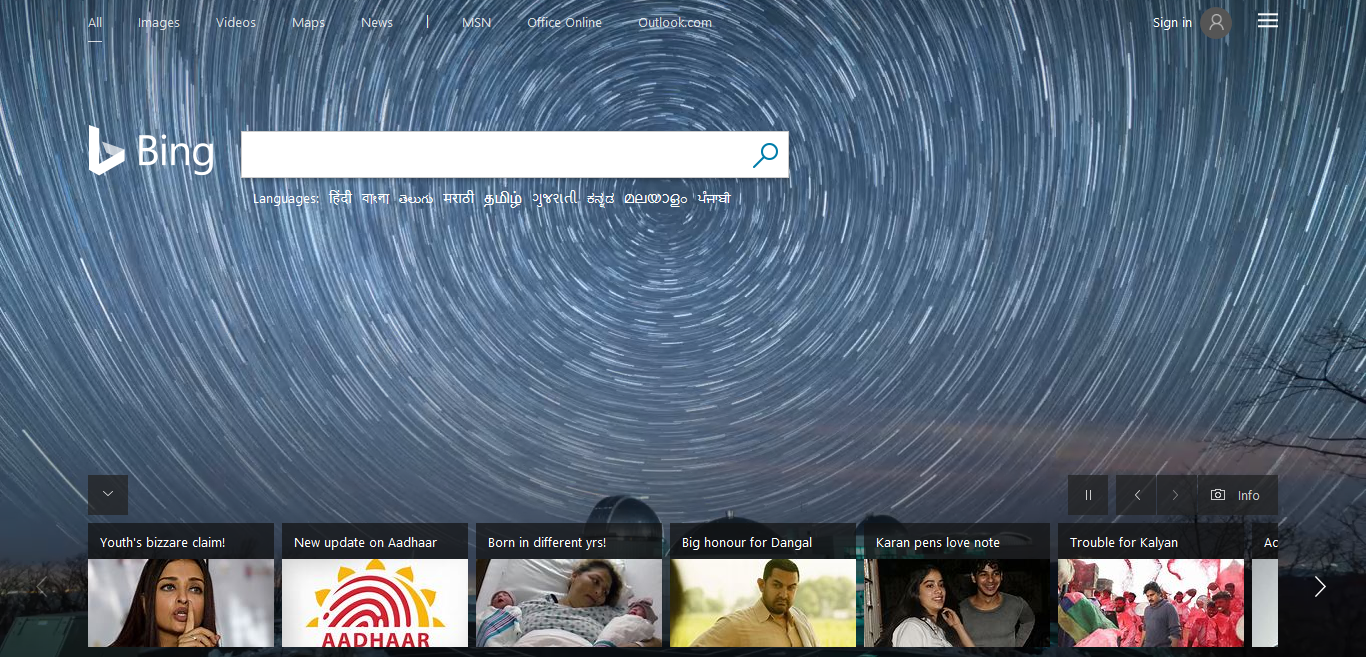 All Images Videos Maps News | MSN Office Online Outlook.com Sign in
Bing
Languages: हिंदी বাংলা తెలుగు मराठी தமிழ் ગુજરાતી ಕನ್ನಡ മലയാളം ਪੰਜਾਬੀ
Info
Youth's bizzare claim! New update on Aadhaar Born in different yrs! Big honour for Dangal Karan pens love note Trouble for Kalyan Ac
AADHAAR